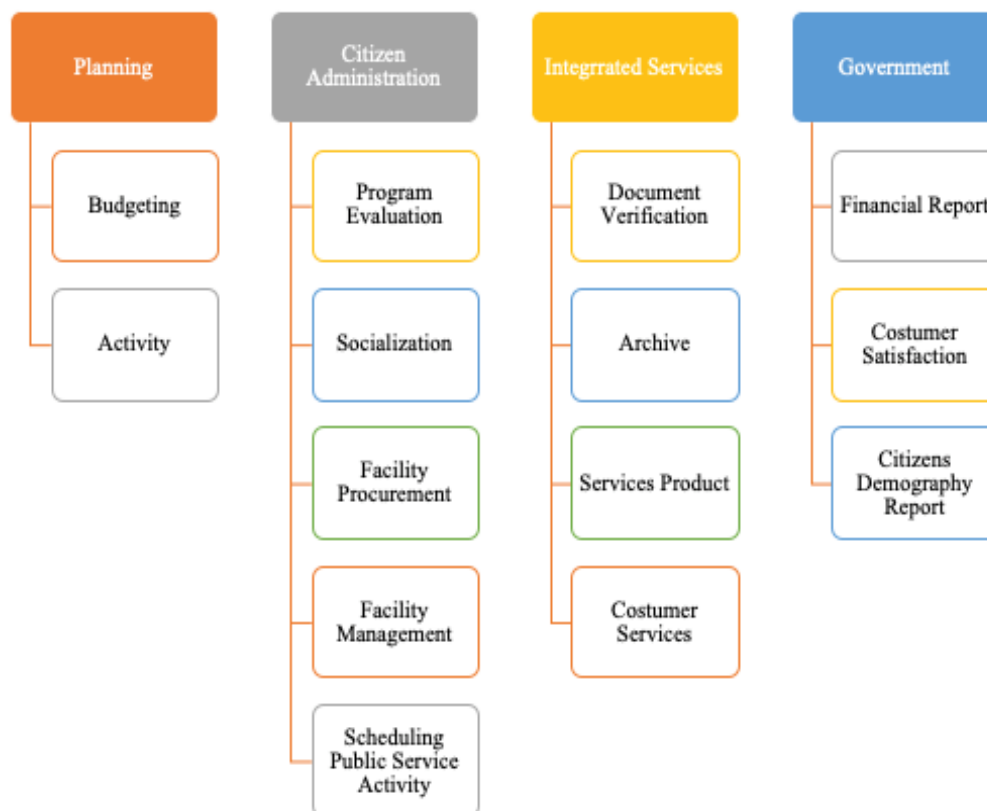 Planning
Budgeting
Activity
Citizen
Administration
Program
Evaluation
Socialization
Facility
Procurement
Facility
Management
Scheduling
Public Service
Activity
Integrrated Services
Document
Verification
Archive
Services Product
Costumer
Services
Government
Financial Report
Costumer
Satisfaction
Citizens
Demography
Report